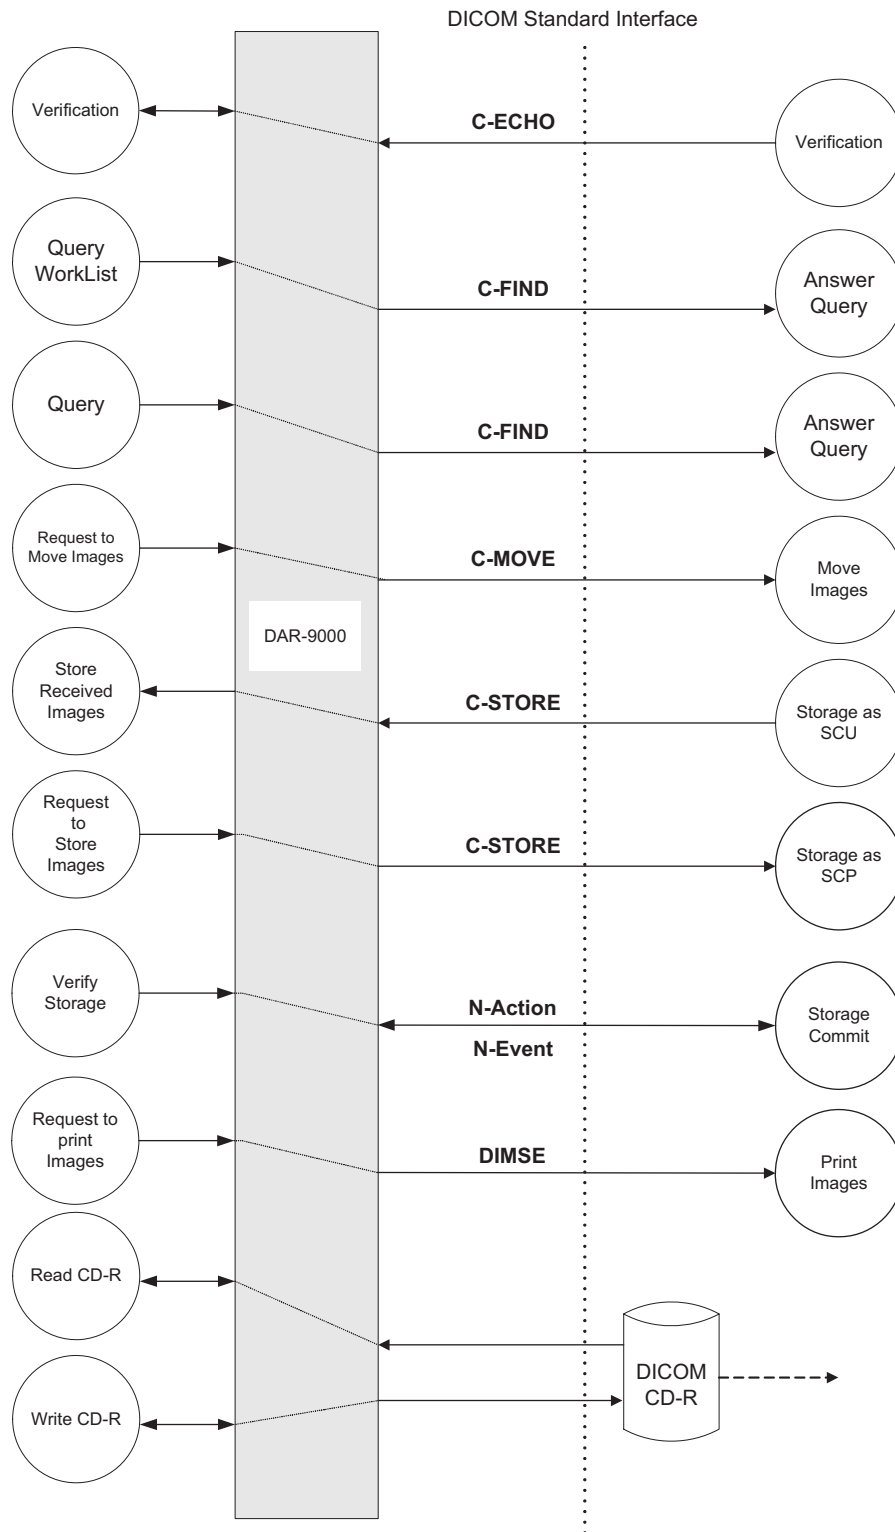 DICOM Standard Interface
Verification
C-ECHO
Verification
Query
WorkList
C-FIND
Answer
Query
Query
C-FIND
Answer
Query
Request to
Move Images
C-MOVE
Move
Images
DAR-9000
Store
Received
Images
C-STORE
Storage as
SCU
Request
to
Store
Images
C-STORE
Storage as
SCP
Verify
Storage
N-Action
N-Event
Storage
Commit
Request to
print
Images
DIMSE
Print
Images
Read CD-R
DICOM
CD-R
Write CD-R